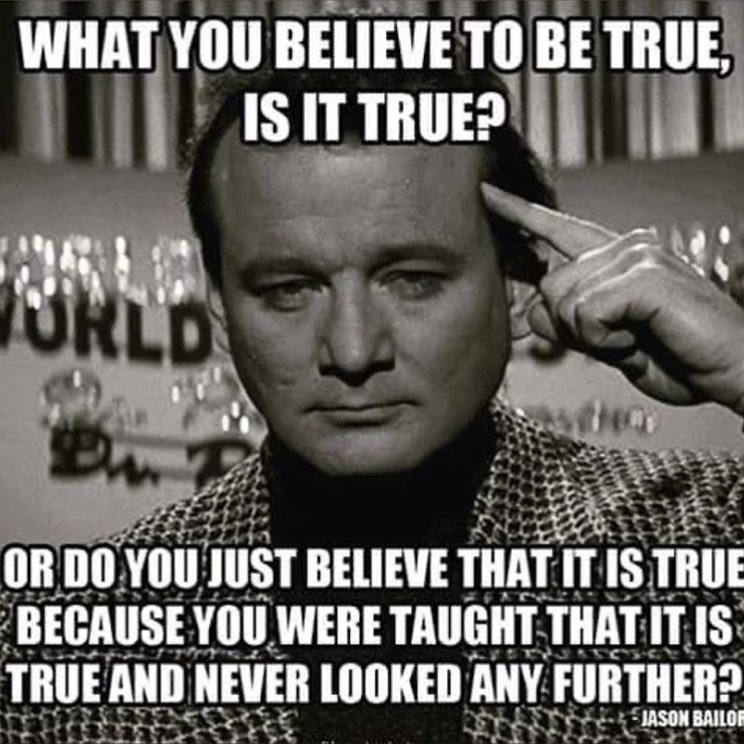 WHAT YOU BELIEVE TO BE TRUE,
IS IT TRUE?
WORLD
OR DO YOU JUST BELIEVE THAT IT IS TRUE
BECAUSE YOU WERE TAUGHT THAT IT IS
TRUE AND NEVER LOOKED ANY FURTHER?
- JASON BAILOR